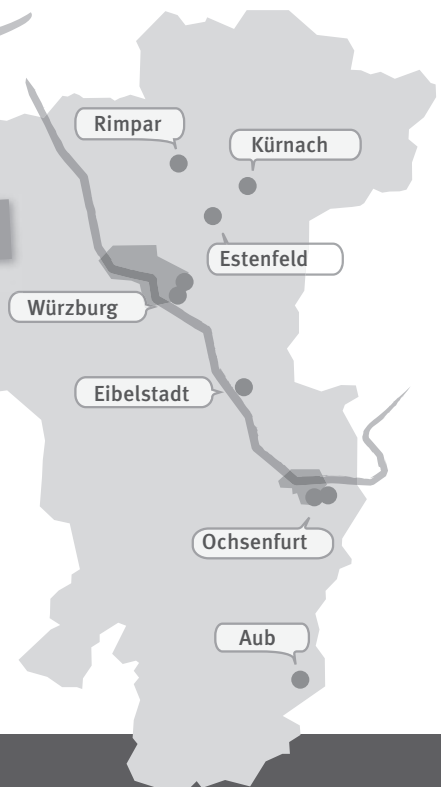 Rimpar
Kürnach
Estenfeld
Würzburg
Eibelstadt
Ochsenfurt
Aub